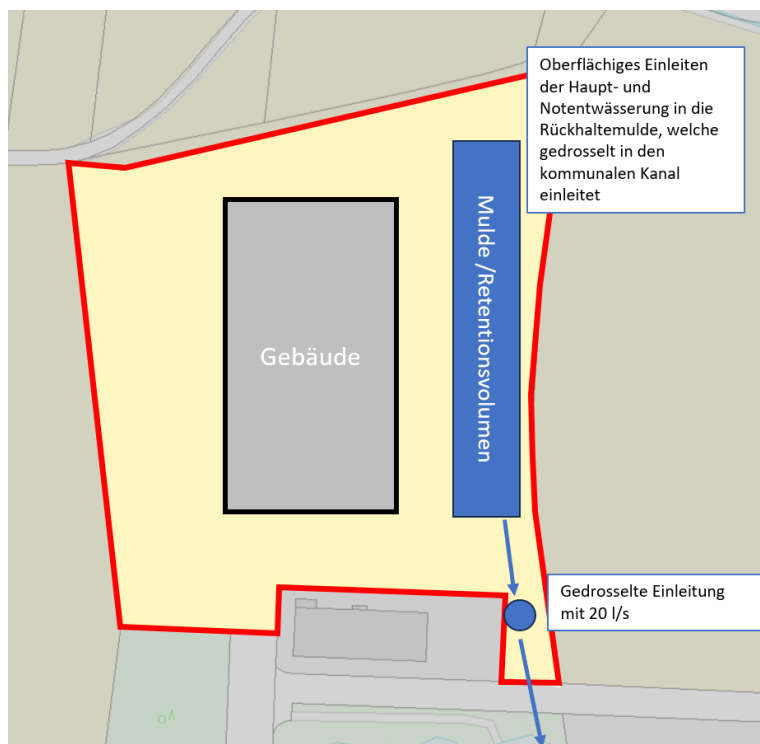 Oberflächiges Einleiten
der Haupt- und
Notentwässerung in die
Rückhaltemulde, welche
gedrosselt in den
kommunalen Kanal
einleitet
Mulde /Retentionsvolumen
Gebäude
Gedrosselte Einleitung
mit 20 l/s